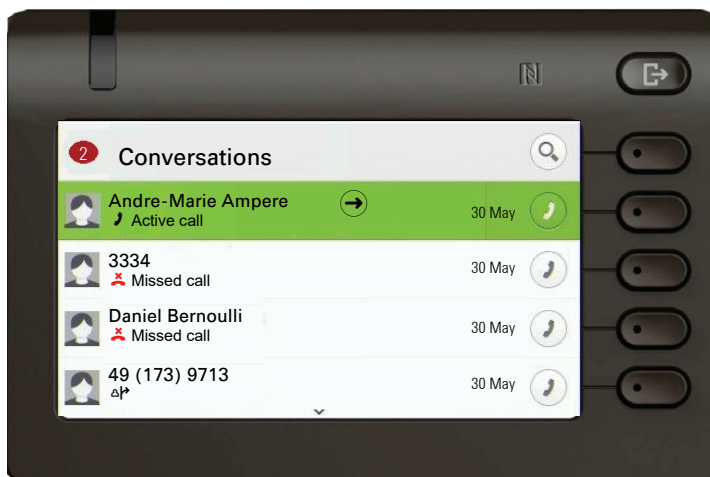 2 Conversations
Andre-Marie Ampere
Active call
30 May
3334
Missed call
30 May
Daniel Bernoulli
Missed call
30 May
49 (173) 9713
30 May